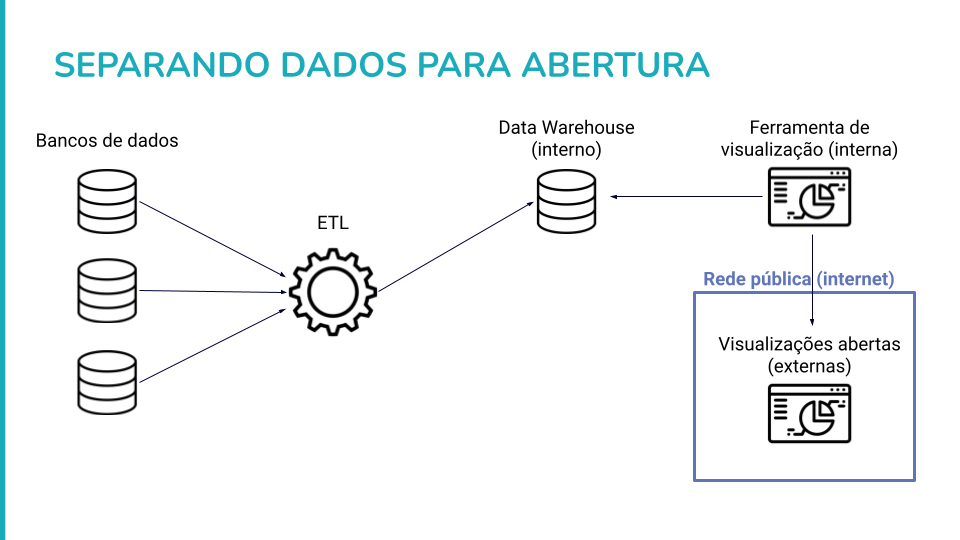 SEPARANDO DADOS PARA ABERTURA
Bancos de dados
ETL
Data Warehouse
(interno)
Ferramenta de
visualização (interna)
Rede pública (internet)
Visualizações abertas
(externas)